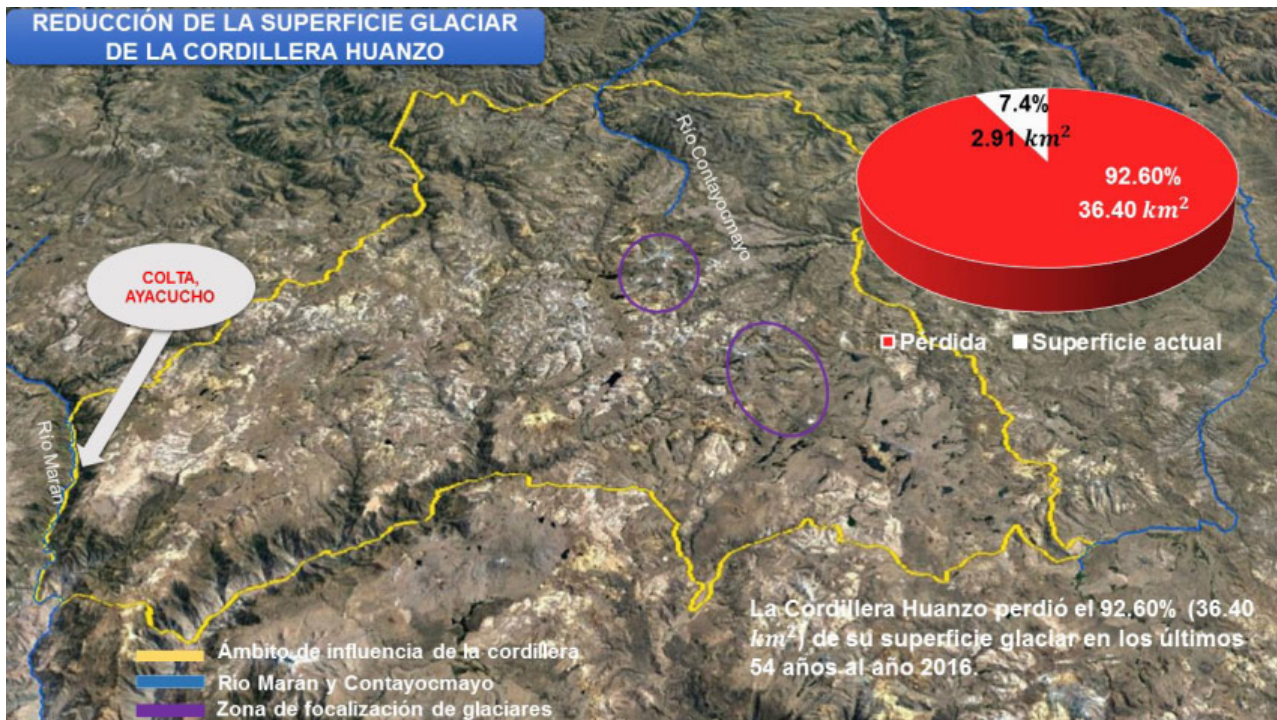 REDUCCIÓN DE LA SUPERFICIE GLACIAR
DE LA CORDILLERA HUANZO
7.4%
2.91 km²
92.60%
36.40 km²
Río Contayocmayo
COLTA,
AYACUCHO
Pérdida
Superficie actual
Río Marán
La Cordillera Huanzo perdió el 92.60% (36.40
km²) de su superficie glaciar en los últimos
54 años al año 2016.
Ámbito de influencia de la cordillera
Río Marán y Contayocmayo
Zona de focalización de glaciares